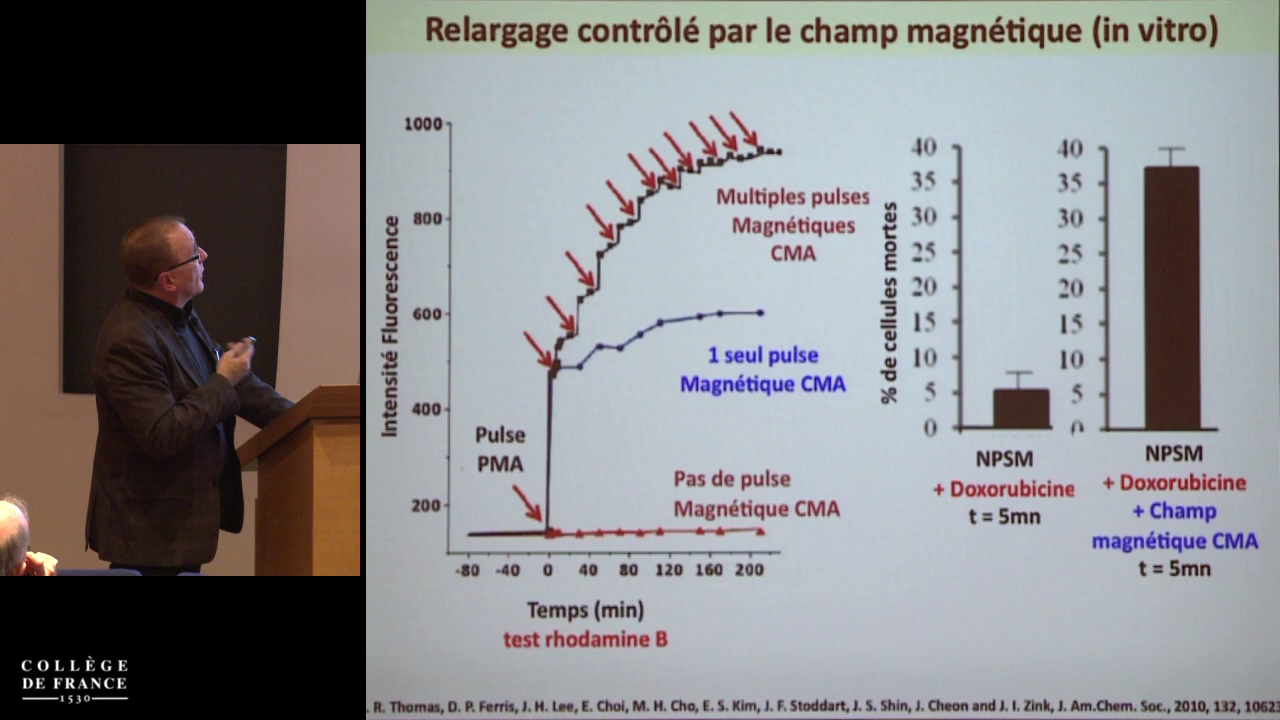 Relargage contrôlé par le champ magnétique (in vitro)
1000
800
600
400
200
Intensité Fluorescence
-80 -40 0 40 80 120 160 200
Temps (min)
test rhodamine B
Pulse
PMA
Multiples pulses
Magnétiques
CMA
1 seul pulse
Magnétique CMA
Pas de pulse
Magnétique CMA
% de cellules mortes
40
35
30
25
20
15
10
5
0
NPSM
+ Doxorubicine
t = 5mn
40
35
30
25
20
15
10
5
NPSM
+ Doxorubicine
+ Champ
magnétique CMA
t = 5mn
R. Thomas, D. P. Ferris, J. H. Lee, E. Choi, M. H. Cho, E. S. Kim, J. F. Stoddart, J. S. Shin, J. Cheon and J. I. Zink, J. Am.Chem. Soc., 2010, 132, 1062
COLLÈGE
DE FRANCE
1530